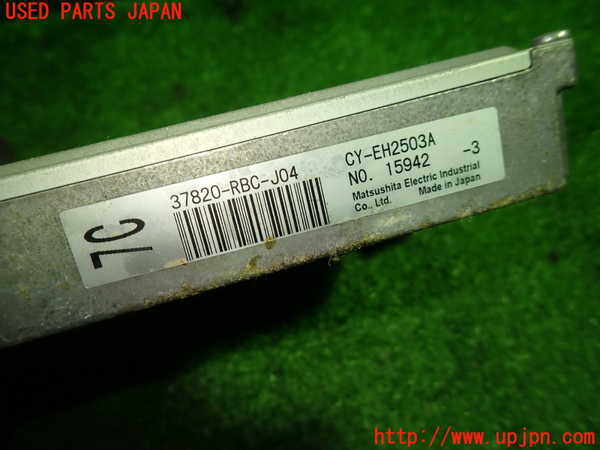 USED PARTS JAPAN
7C
37820-RBC-J04
CY-EH2503A
NO. 15942 -3
Matsushita Electric Industrial
Co., Ltd. Made in Japan
http://www.upjpn.com/